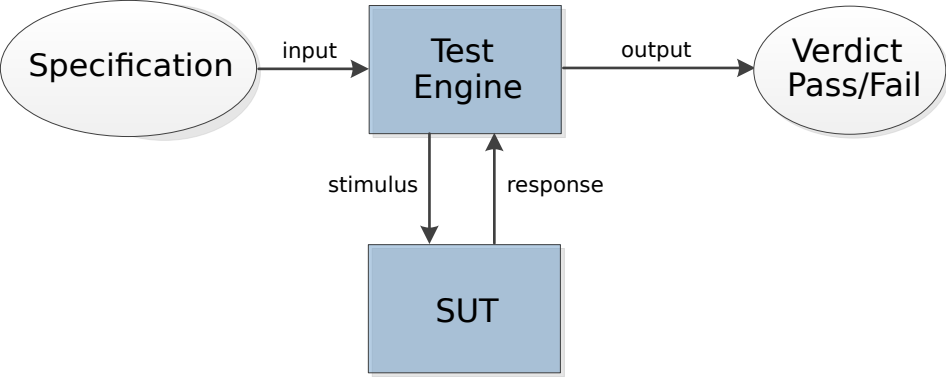 Specification
input
Test
Engine
output
Verdict
Pass/Fail
stimulus
response
SUT